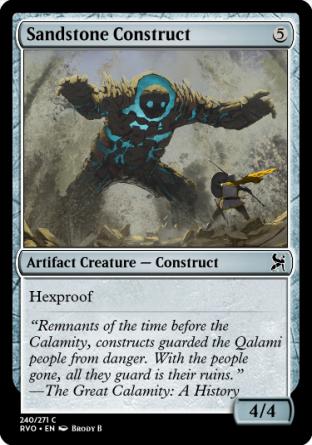 Sandstone Construct 5
Artifact Creature — Construct
Hexproof
“Remnants of the time before the
Calamity, constructs guarded the Qalami
people from danger. With the people
gone, all they guard is their ruins.”
—The Great Calamity: A History
4/4
240/271 C
RVO • EN Brody B